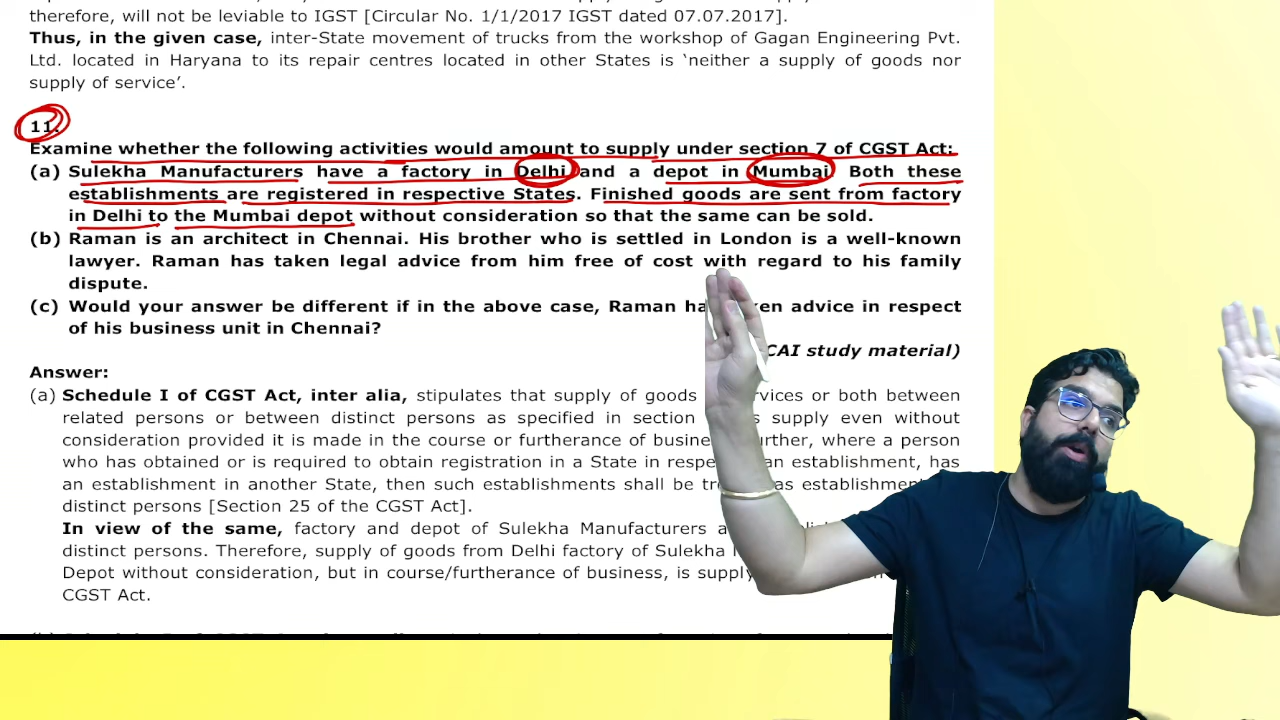 therefore, will not be leviable to IGST [Circular No. 1/1/2017 IGST dated 07.07.2017].
Thus, in the given case, inter-State movement of trucks from the workshop of Gagan Engineering Pvt.
Ltd. located in Haryana to its repair centres located in other States is ‘neither a supply of goods nor
supply of service’.
11.
Examine whether the following activities would amount to supply under section 7 of CGST Act:
(a) Sulekha Manufacturers have a factory in Delhi and a depot in Mumbai Both these
establishments are registered in respective States. Finished goods are sent from factory
in Delhi to the Mumbai depot without consideration so that the same can be sold.
(b) Raman is an architect in Chennai. His brother who is settled in London is a well-known
lawyer. Raman has taken legal advice from him free of cost with regard to his family
dispute.
(c) Would your answer be different if in the above case, Raman advice in respect
of his business unit in Chennai?
study material)
Answer:
(a) Schedule I of CGST Act, inter alia, stipulates that supply of goods or both between
related persons or between distinct persons as specified in section supply even without
consideration provided it is made in the course or furtherance of where a person
who has obtained or is required to obtain registration in a State in an establishment, has
an establishment in another State, then such establishments shall be as
distinct persons [Section 25 of the CGST Act].
In view of the same, factory and depot of Sulekha Manufacturers
distinct persons. Therefore, supply of goods from Delhi factory of Sulekha
Depot without consideration, but in course/furtherance of business, is
CGST Act.